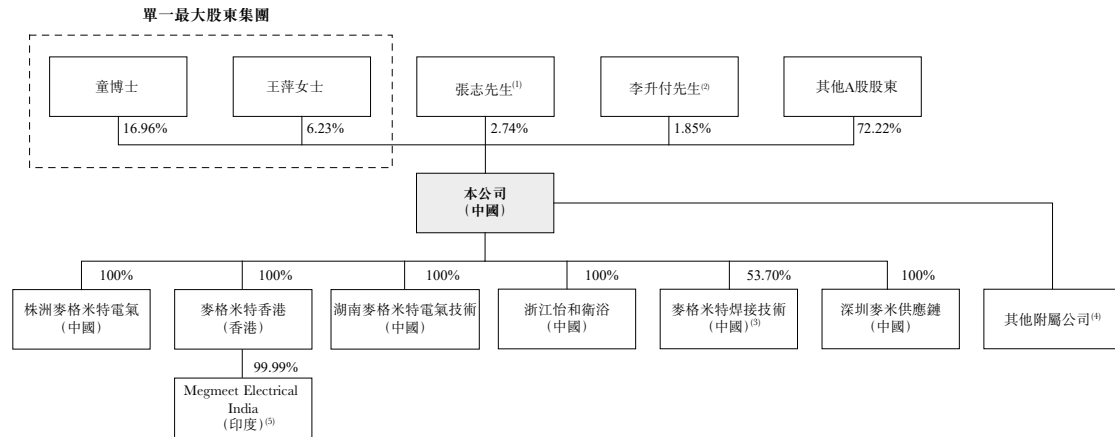 單一最大股東集團
童博士
王萍女士
張志先生(1)
李升付先生(2)
其他A股股東
16.96%
6.23%
2.74%
1.85%
72.22%
本公司
(中國)
100%
100%
100%
100%
53.70%
100%
株洲麥格米特電氣
(中國)
麥格米特香港
(香港)
湖南麥格米特電氣技術
(中國)
浙江怡和衛浴
(中國)
麥格米特焊接技術
(中國)(3)
深圳麥米供應鏈
(中國)
其他附屬公司(4)
99.99%
Megmeet Electrical
India
(印度)(5)